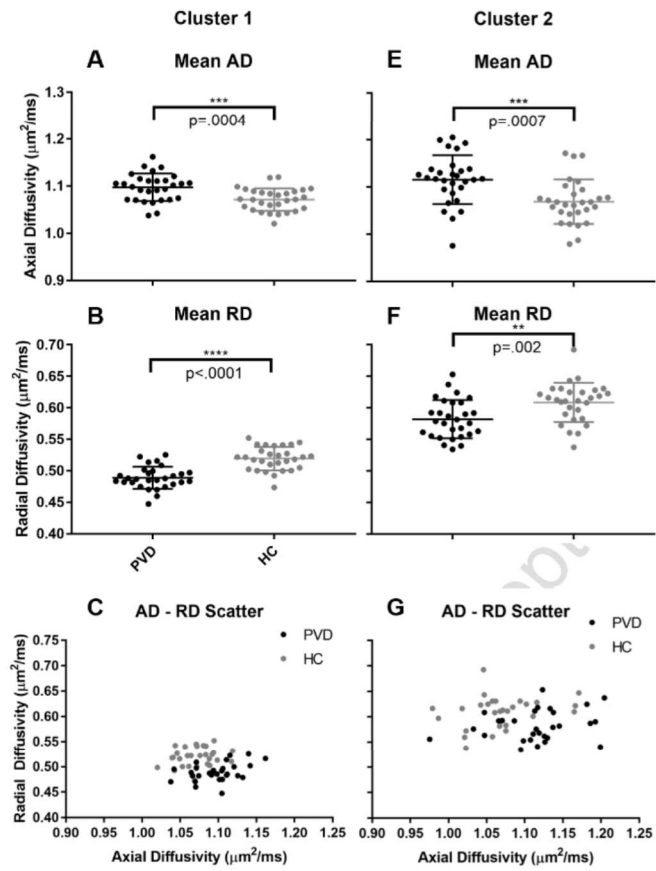 Cluster 1
Cluster 2
A
Mean AD
E
Mean AD
Axial Diffusivity (μm²/ms)
1.3
1.2
1.1
1.0
0.9
***
p=.0004
***
p=.0007
B
Mean RD
F
Mean RD
Radial Diffusivity (μm²/ms)
0.70
0.65
0.60
0.55
0.50
0.45
0.40
****
p<.0001
**
p=.002
PVD
HC
C
AD - RD Scatter
G
AD - RD Scatter
PVD
HC
PVD
HC
Radial Diffusivity (μm²/ms)
0.75
0.70
0.65
0.60
0.55
0.50
0.45
0.40
0.90
0.95
1.00
1.05
1.10
1.15
1.20
1.25
0.90
0.95
1.00
1.05
1.10
1.15
1.20
1.25
Axial Diffusivity (μm²/ms)
Axial Diffusivity (μm²/ms)